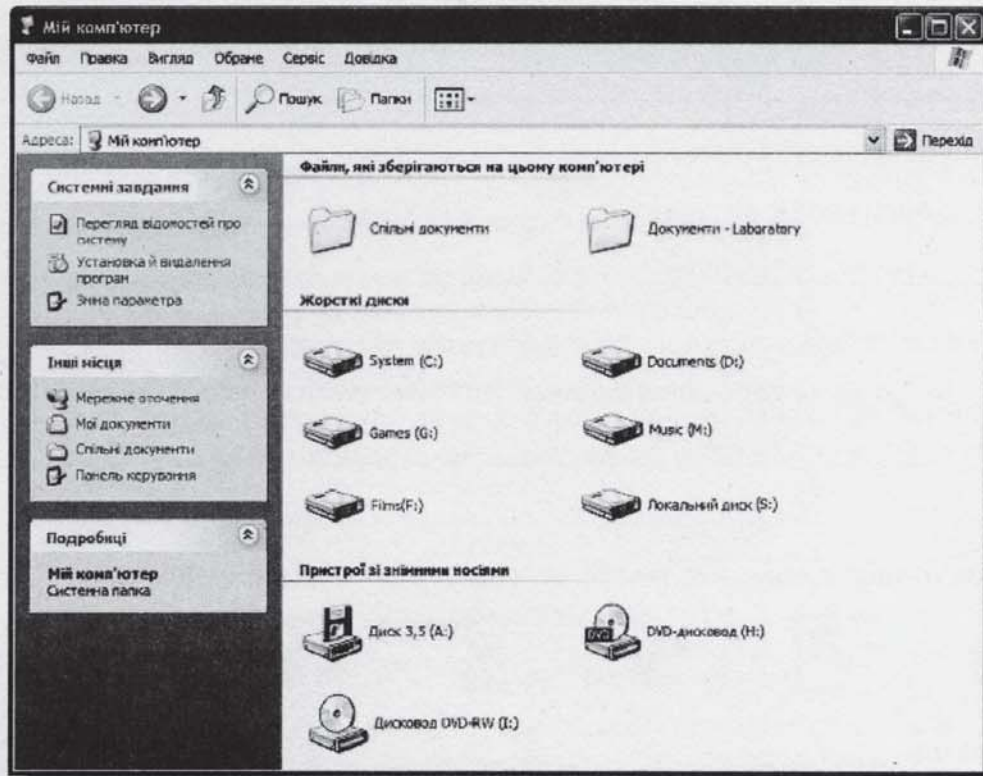 Мій комп'ютер
Файл Правка Вигляд Обране Сервіс Довідка
Назад Пошук Папки
Адреса: Мій комп'ютер Перехід
Системні завдання
Перегляд відомостей про
систему
Установка й видалення
програм
Зміна параметра
Інші місця
Мережне оточення
Мої документи
Спільні документи
Панель керування
Подробиці
Мій комп'ютер
Системна папка
Файли, які зберігаються на цьому комп'ютері
Спільні документи
Документи - Laboratory
Жорсткі диски
System (C:)
Documents (D:)
Games (G:)
Music (M:)
Films(F:)
Локальний диск (S:)
Пристрої зі знімними носіями
Диск 3,5 (A:)
DVD-дисковод (H:)
Дисковод DVD-RW (I:)